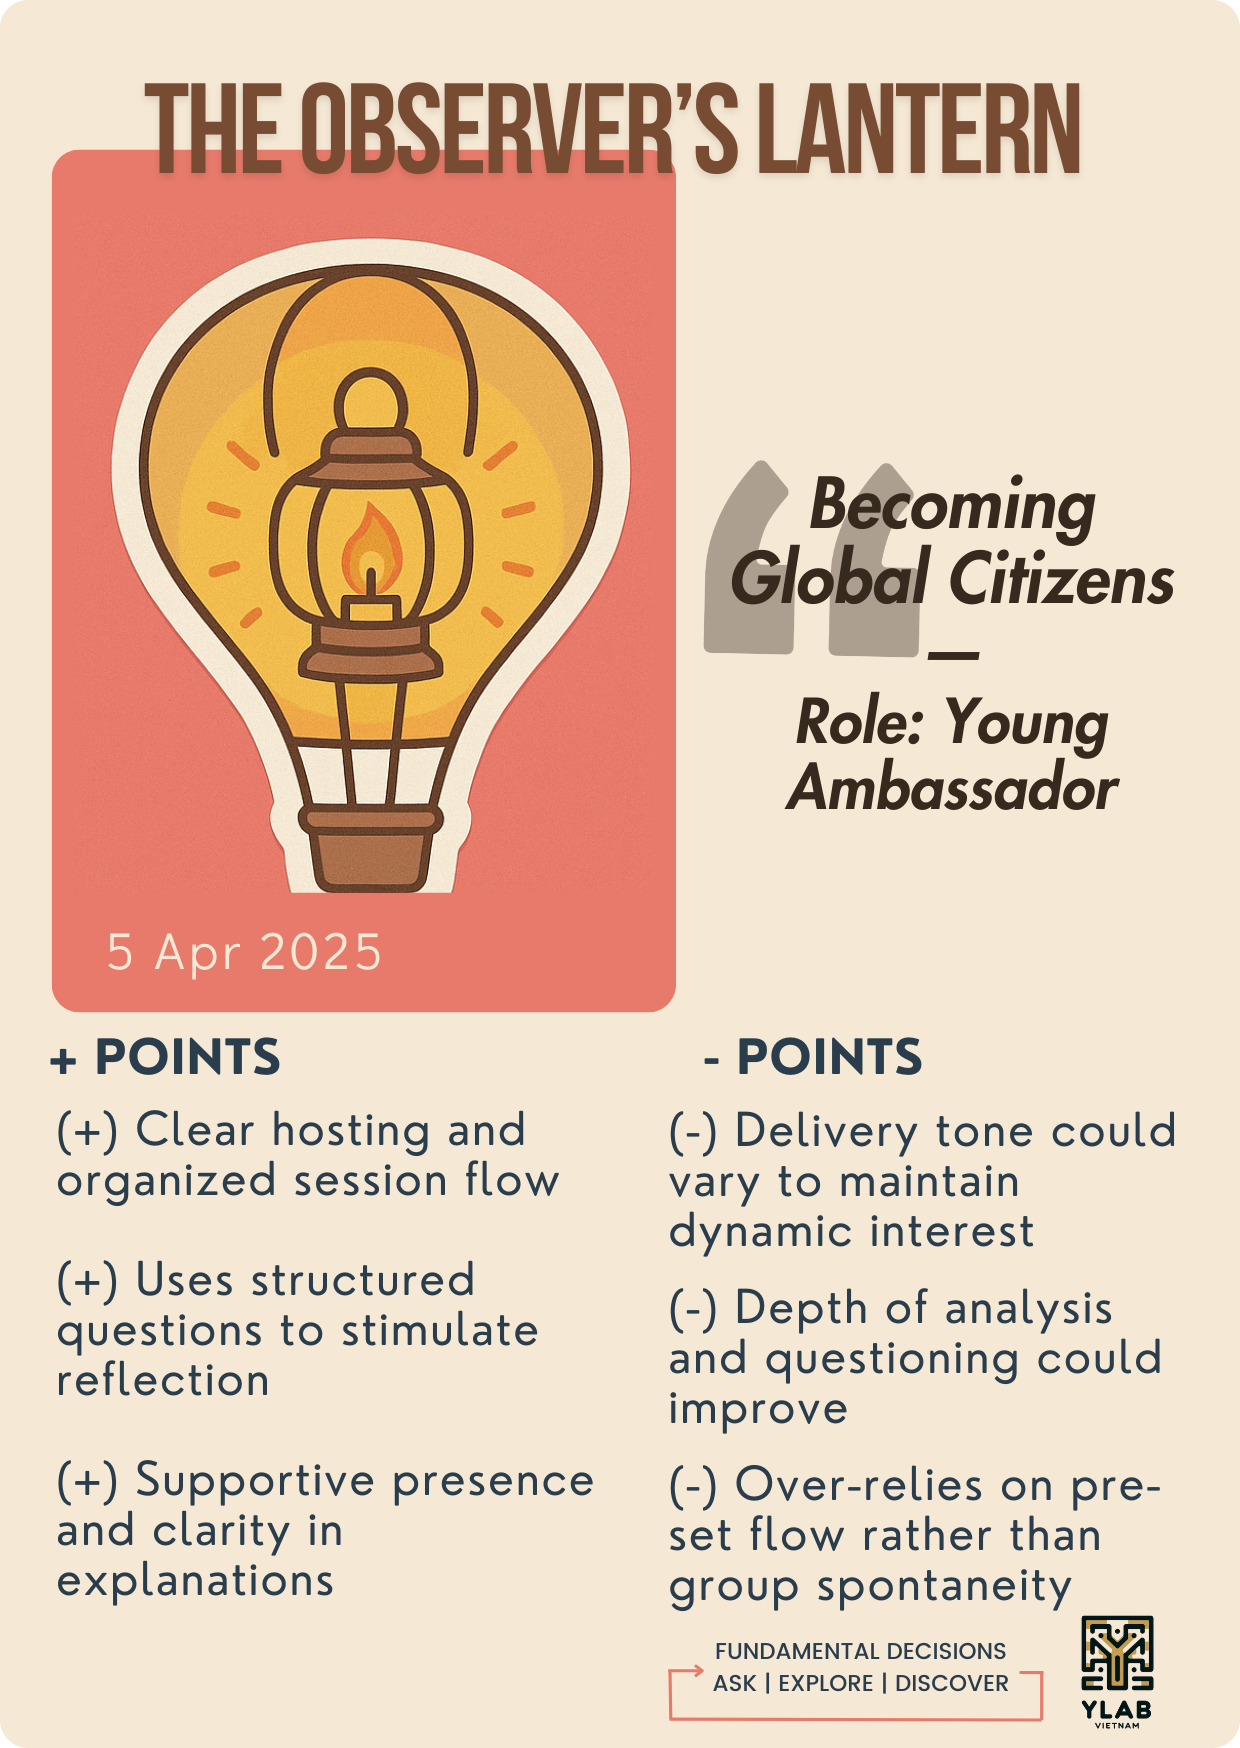 THE OBSERVER’S LANTERN
Becoming
Global Citizens
—
Role: Young
Ambassador
5 Apr 2025
+ POINTS
(+) Clear hosting and
organized session flow
(+) Uses structured
questions to stimulate
reflection
(+) Supportive presence
and clarity in
explanations
- POINTS
(-) Delivery tone could
vary to maintain
dynamic interest
(-) Depth of analysis
and questioning could
improve
(-) Over-relies on pre-
set flow rather than
group spontaneity
FUNDAMENTAL DECISIONS
ASK | EXPLORE | DISCOVER
YLAB
VIETNAM